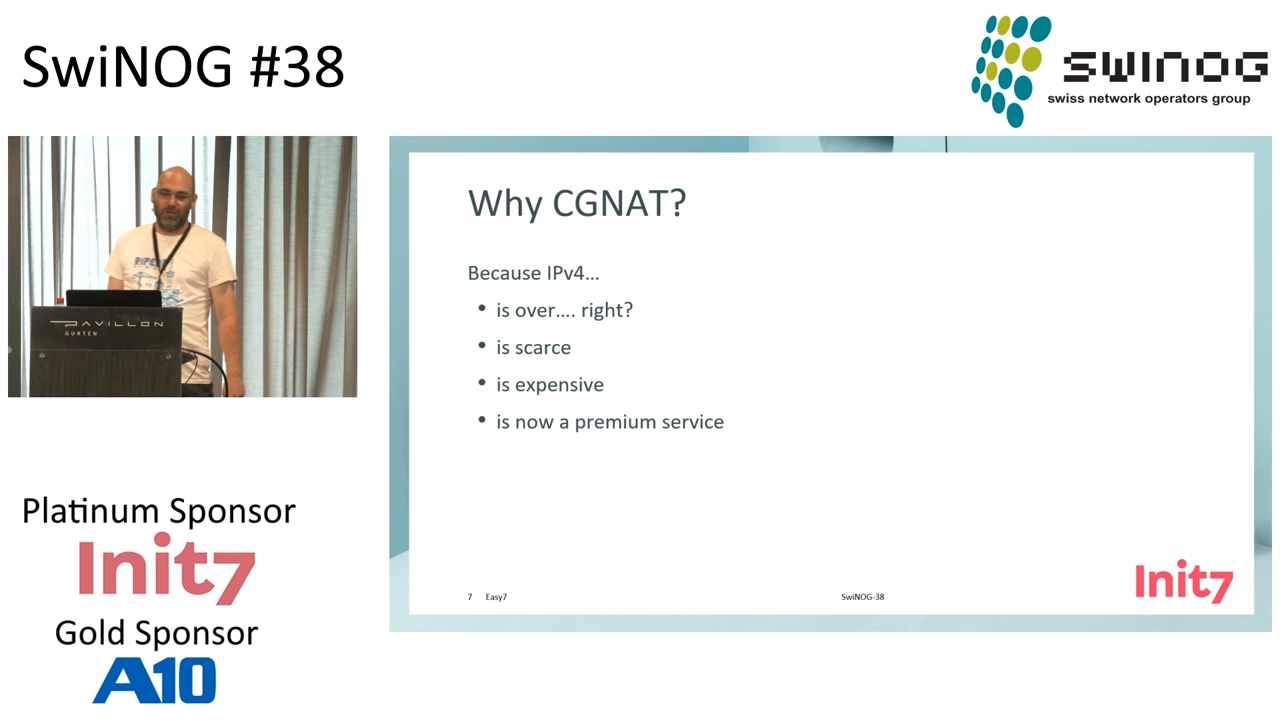 SwiNOG #38
swinog
swiss network operators group
PAVILLON
GURTEN
Why CGNAT?
Because IPv4...
• is over.... right?
• is scarce
• is expensive
• is now a premium service
7 Easy7
SwiNOG-38
Init7
Platinum Sponsor
Init7
Gold Sponsor
A10